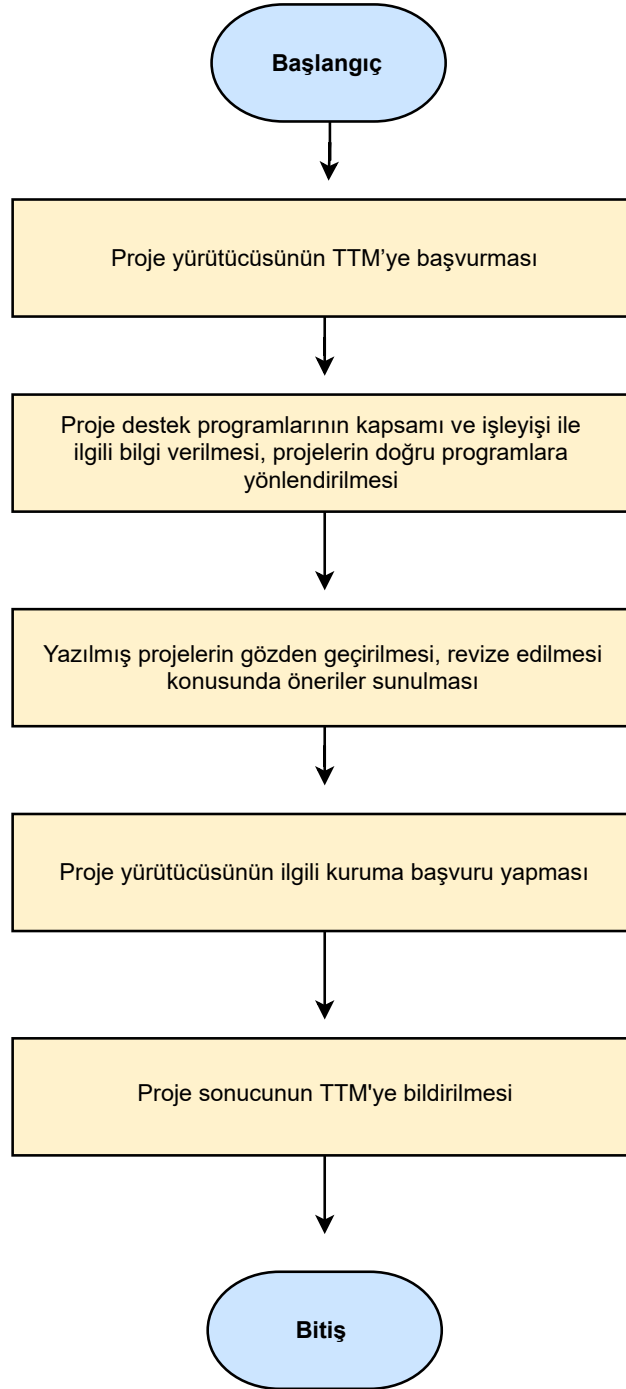 Başlangıç
Proje yürütücüsünün TTM’ye başvurması
Proje destek programlarının kapsamı ve işleyişi ile
ilgili bilgi verilmesi, projelerin doğru programlara
yönlendirilmesi
Yazılmış projelerin gözden geçirilmesi, revize edilmesi
konusunda öneriler sunulması
Proje yürütücüsünün ilgili kuruma başvuru yapması
Proje sonucunun TTM'ye bildirilmesi
Bitiş